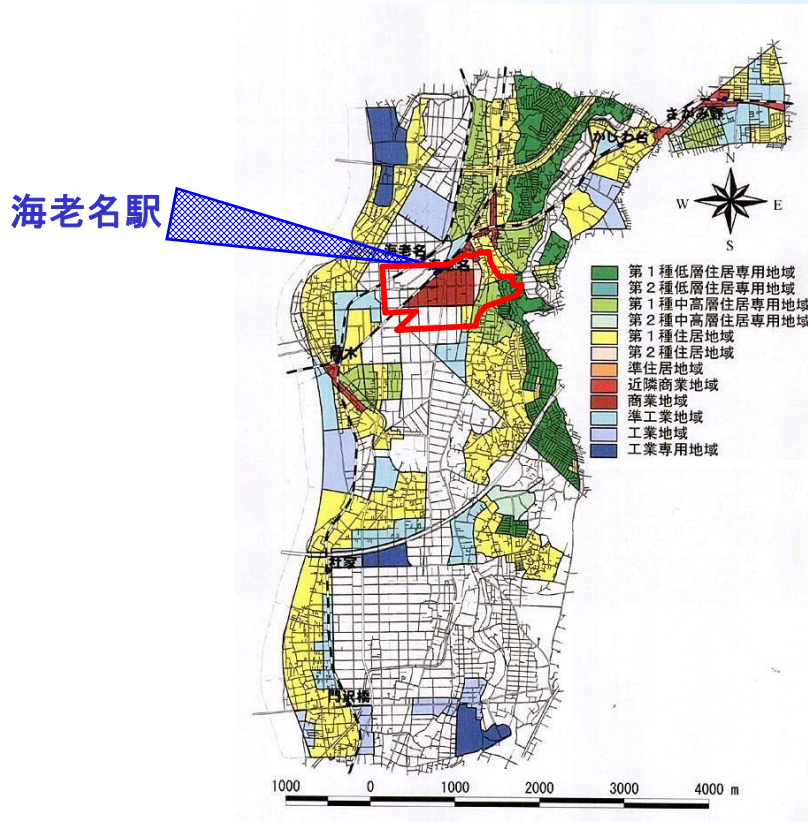 さがみ野
かしわ台
N
W
E
S
海老名駅
海老名
海老名
第1種低層住居専用地域
第2種低層住居専用地域
第1種中高層住居専用地域
第2種中高層住居専用地域
第1種住居地域
第2種住居地域
準住居地域
近隣商業地域
商業地域
準工業地域
工業地域
工業専用地域
厚木
社家
門沢橋
1000
0
1000
2000
3000
4000 m